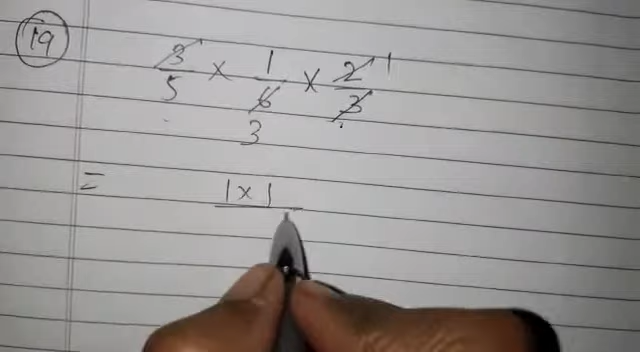 19
3/5 × 1/6 × 2/3 1
3
= 1 × 1